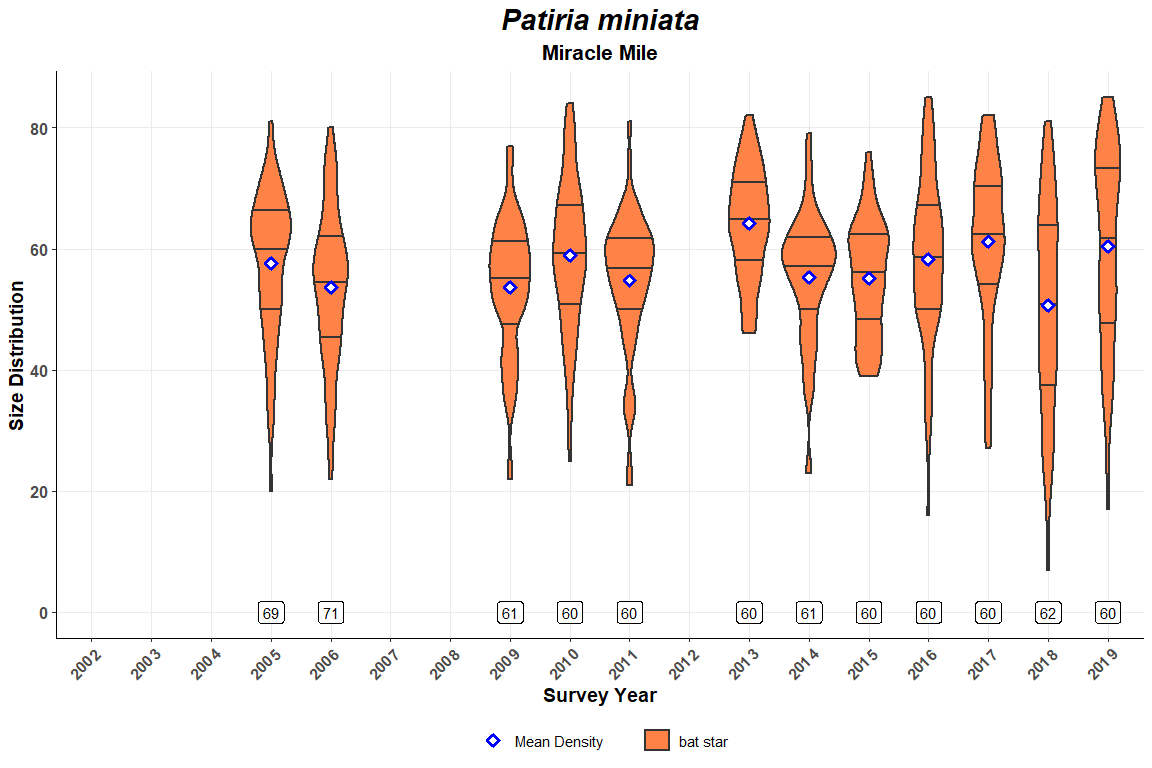 Patiria miniata
Miracle Mile
Size Distribution
80
60
40
20
0
69 71 61 60 60 60 61 60 60 60 62 60
2002 2003 2004 2005 2006 2007 2008 2009 2010 2011 2012 2013 2014 2015 2016 2017 2018 2019
Survey Year
Mean Density bat star